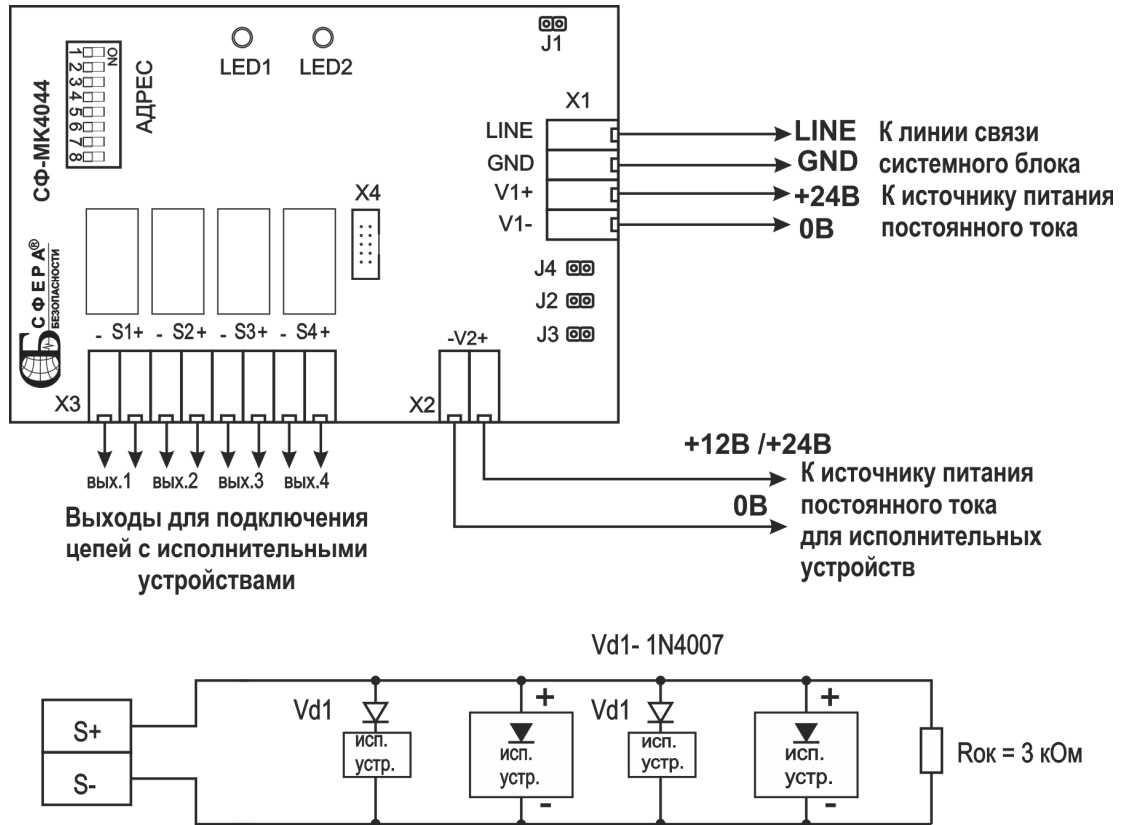 J1
LED1 LED2
ON
1 2 3 4 5 6 7 8
АДРЕС
СФ-МК4044
X1
LINE
GND
V1+
V1-
LINE К линии связи
GND системного блока
+24В К источнику питания
0В постоянного тока
X4
J4
J2
J3
СФЕРА®
БЕЗОПАСНОСТИ
- S1+ - S2+ - S3+ - S4+
-V2+
X3
X2
вых.1 вых.2 вых.3 вых.4
Выходы для подключения
цепей с исполнительными
устройствами
+12В /+24В
0В
К источнику питания
постоянного тока
для исполнительных
устройств
Vd1- 1N4007
S+
S-
Vd1
исп.
устр.
+
исп.
устр.
-
Vd1
исп.
устр.
+
исп.
устр.
-
Rок = 3 кОм